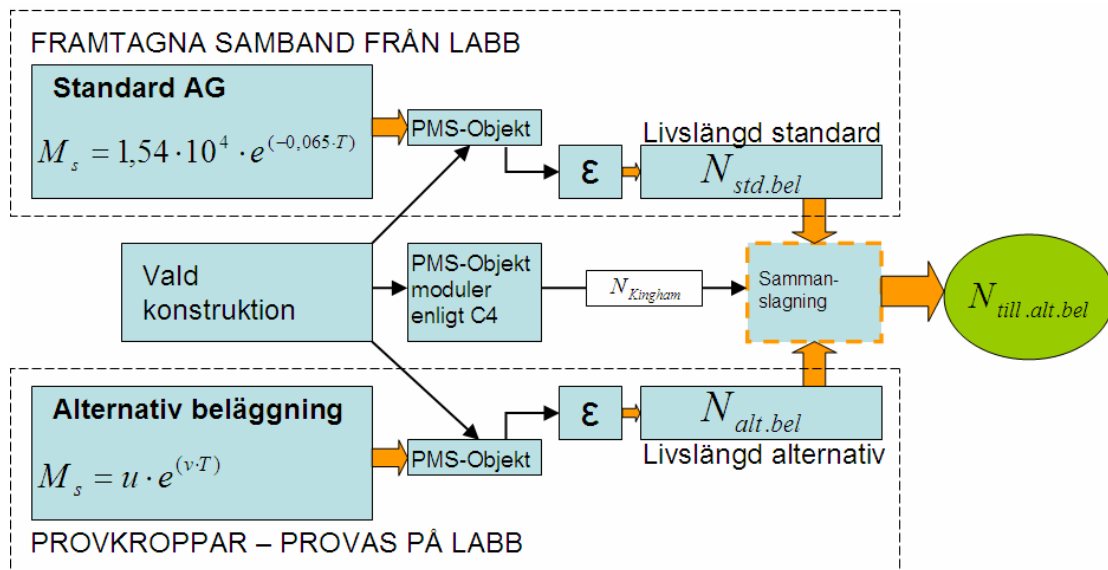 FRAMTAGNA SAMBAND FRÅN LABB
Standard AG
M_s = 1,54 · 10^4 · e^(-0,065·T)
PMS-Objekt
ε
Livslängd standard
N_std.bel
Vald
konstruktion
PMS-Objekt
moduler
enligt C4
N_Kingham
Samman-
slagning
N_till.alt.bel
Alternativ beläggning
M_s = u · e^(v·T)
PMS-Objekt
ε
N_alt.bel
Livslängd alternativ
PROVKROPPAR – PROVAS PÅ LABB